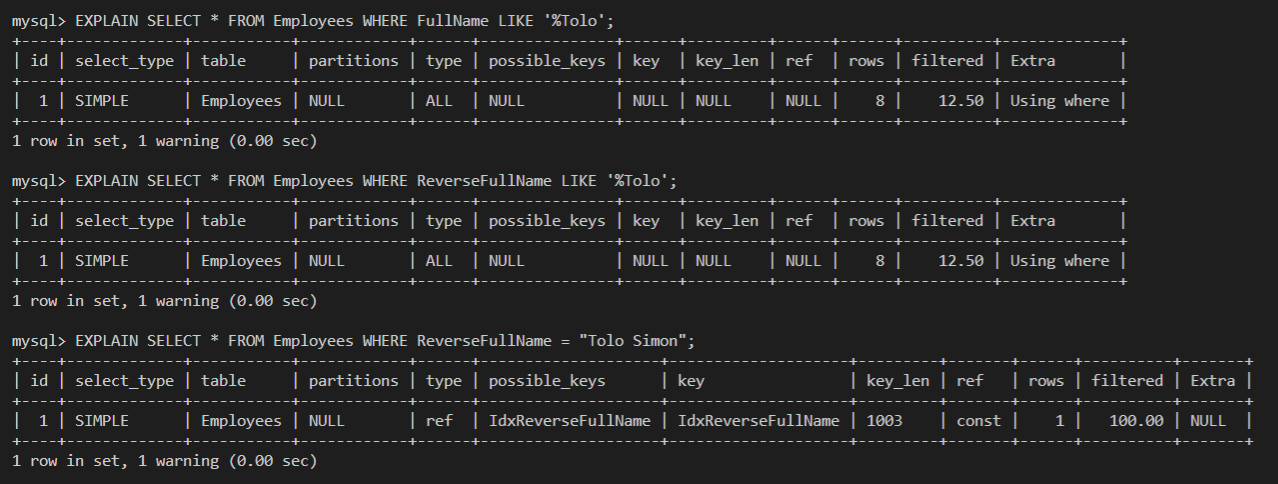 mysql> EXPLAIN SELECT * FROM Employees WHERE FullName LIKE '%Tolo';
+----+-------------+-----------+------------+------+---------------+------+---------+------+------+----------+-------------+
| id | select_type | table     | partitions | type | possible_keys | key  | key_len | ref  | rows | filtered | Extra       |
+----+-------------+-----------+------------+------+---------------+------+---------+------+------+----------+-------------+
|  1 | SIMPLE      | Employees | NULL       | ALL  | NULL          | NULL | NULL    | NULL |    8 |    12.50 | Using where |
+----+-------------+-----------+------------+------+---------------+------+---------+------+------+----------+-------------+
1 row in set, 1 warning (0.00 sec)

mysql> EXPLAIN SELECT * FROM Employees WHERE ReverseFullName LIKE '%Tolo';
+----+-------------+-----------+------------+------+---------------+------+---------+------+------+----------+-------------+
| id | select_type | table     | partitions | type | possible_keys | key  | key_len | ref  | rows | filtered | Extra       |
+----+-------------+-----------+------------+------+---------------+------+---------+------+------+----------+-------------+
|  1 | SIMPLE      | Employees | NULL       | ALL  | NULL          | NULL | NULL    | NULL |    8 |    12.50 | Using where |
+----+-------------+-----------+------------+------+---------------+------+---------+------+------+----------+-------------+
1 row in set, 1 warning (0.00 sec)

mysql> EXPLAIN SELECT * FROM Employees WHERE ReverseFullName = "Tolo Simon";
+----+-------------+-----------+------------+------+--------------------+--------------------+---------+-------+------+----------+-------+
| id | select_type | table     | partitions | type | possible_keys      | key                | key_len | ref   | rows | filtered | Extra |
+----+-------------+-----------+------------+------+--------------------+--------------------+---------+-------+------+----------+-------+
|  1 | SIMPLE      | Employees | NULL       | ref  | IdxReverseFullName | IdxReverseFullName | 1003    | const |    1 |   100.00 | NULL  |
+----+-------------+-----------+------------+------+--------------------+--------------------+---------+-------+------+----------+-------+
1 row in set, 1 warning (0.00 sec)